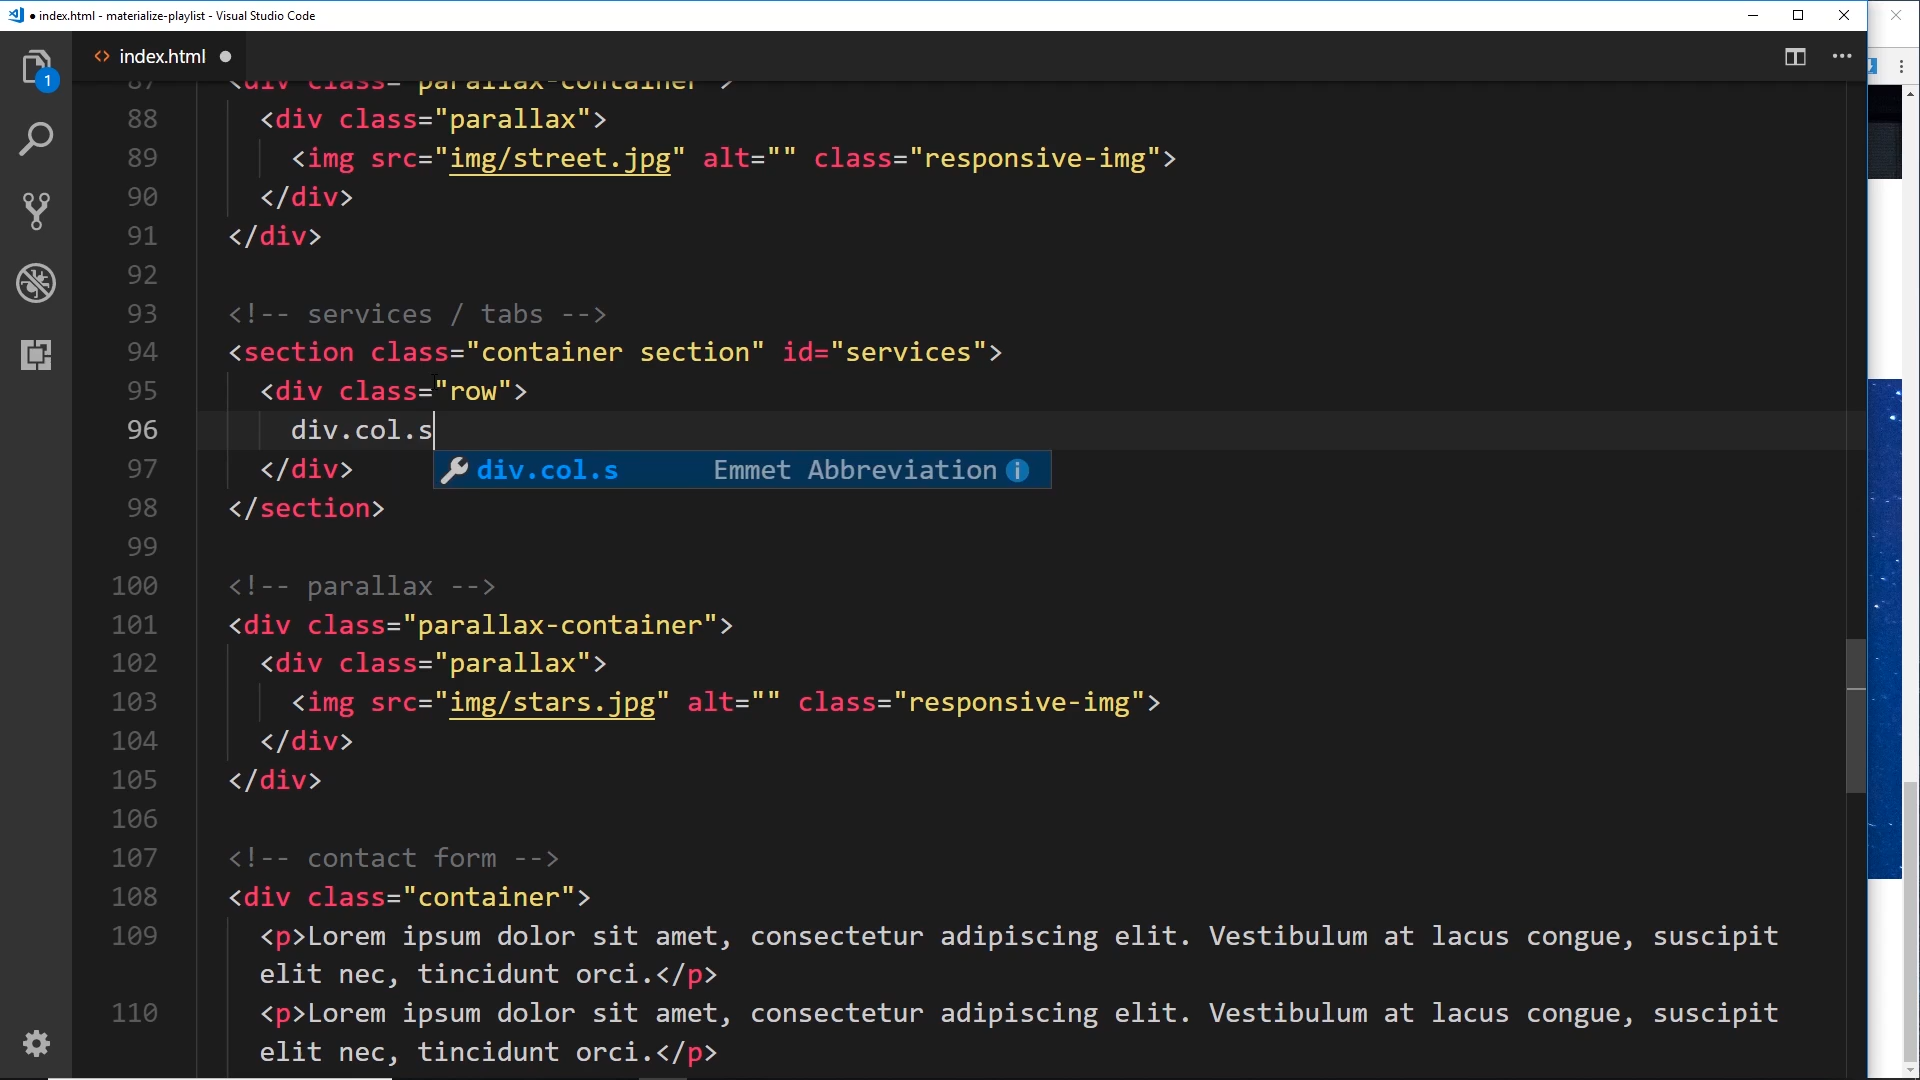 ● index.html - materialize-playlist - Visual Studio Code
index.html
1
87 <div class="parallax-container">
88 <div class="parallax">
89 <img src="img/street.jpg" alt="" class="responsive-img">
90 </div>
91 </div>
92
93 <!-- services / tabs -->
94 <section class="container section" id="services">
95 <div class="row">
96 div.col.s
div.col.s Emmet Abbreviation
97 </div>
98 </section>
99
100 <!-- parallax -->
101 <div class="parallax-container">
102 <div class="parallax">
103 <img src="img/stars.jpg" alt="" class="responsive-img">
104 </div>
105 </div>
106
107 <!-- contact form -->
108 <div class="container">
109 <p>Lorem ipsum dolor sit amet, consectetur adipiscing elit. Vestibulum at lacus congue, suscipit
elit nec, tincidunt orci.</p>
110 <p>Lorem ipsum dolor sit amet, consectetur adipiscing elit. Vestibulum at lacus congue, suscipit
elit nec, tincidunt orci.</p>